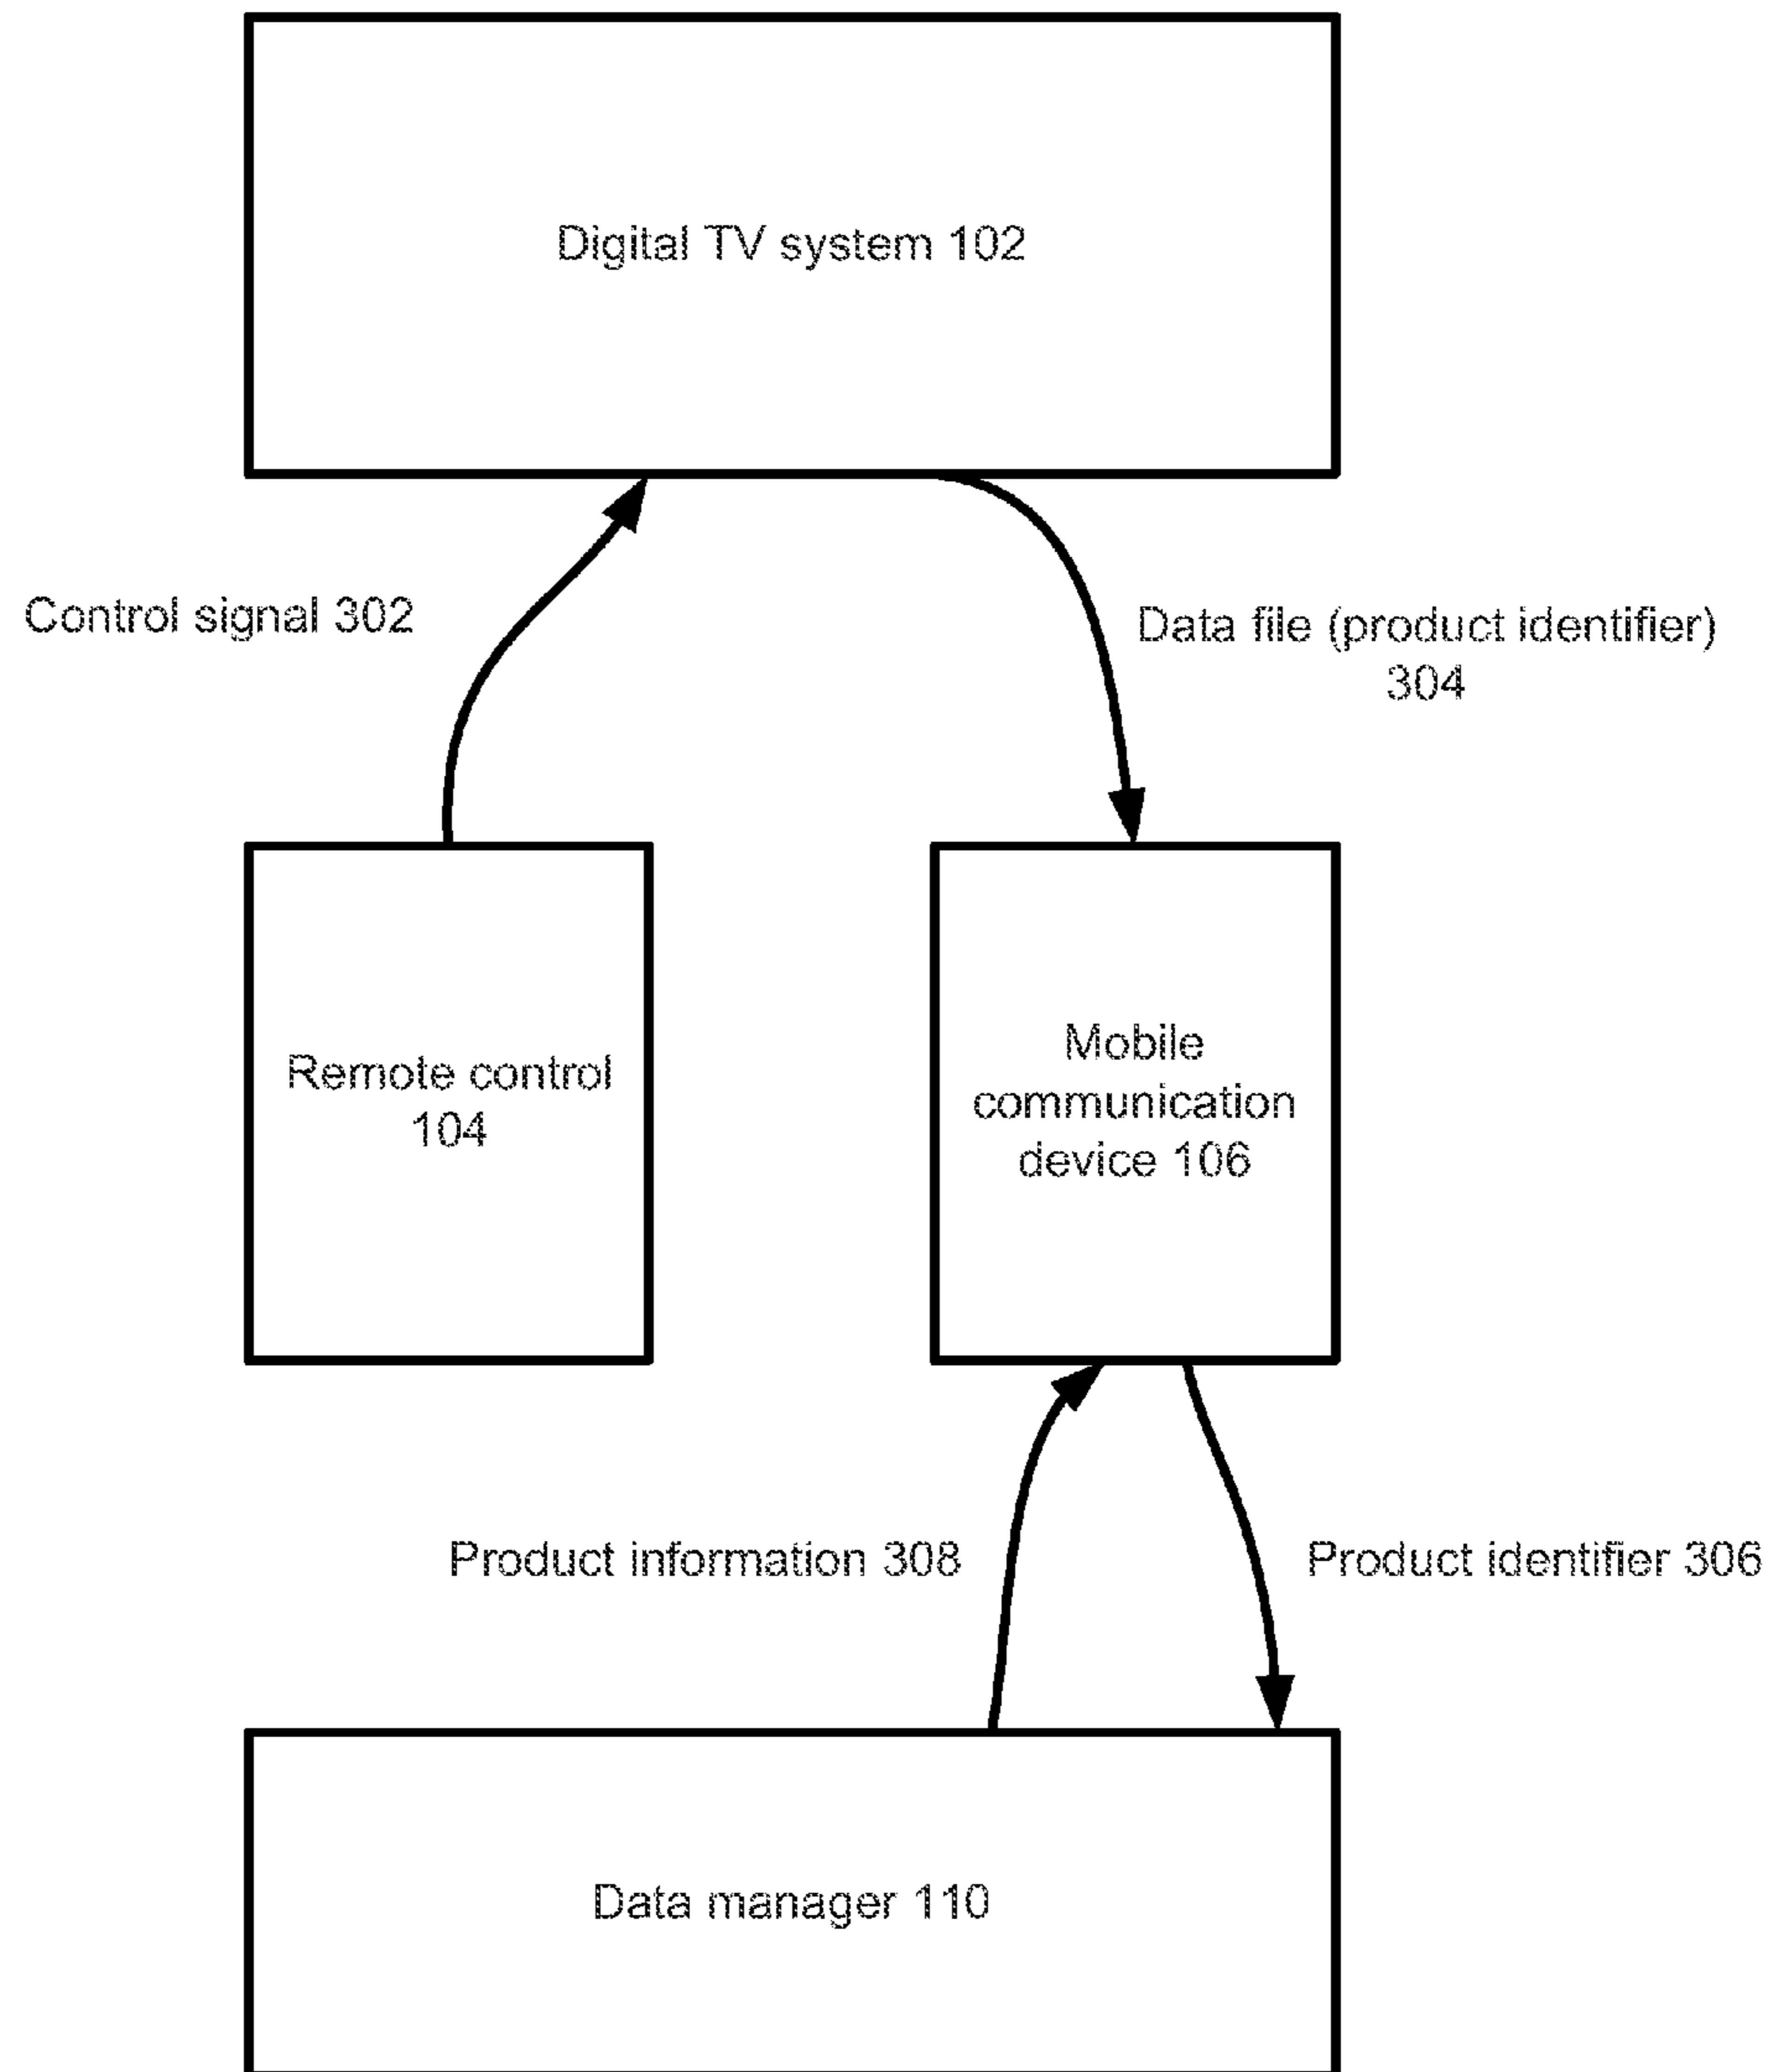 Digital TV system 102
Control signal 302
Data file (product identifier)
304
Remote control
104
Mobile
communication
device 106
Product information 308
Product identifier 306
Data manager 110